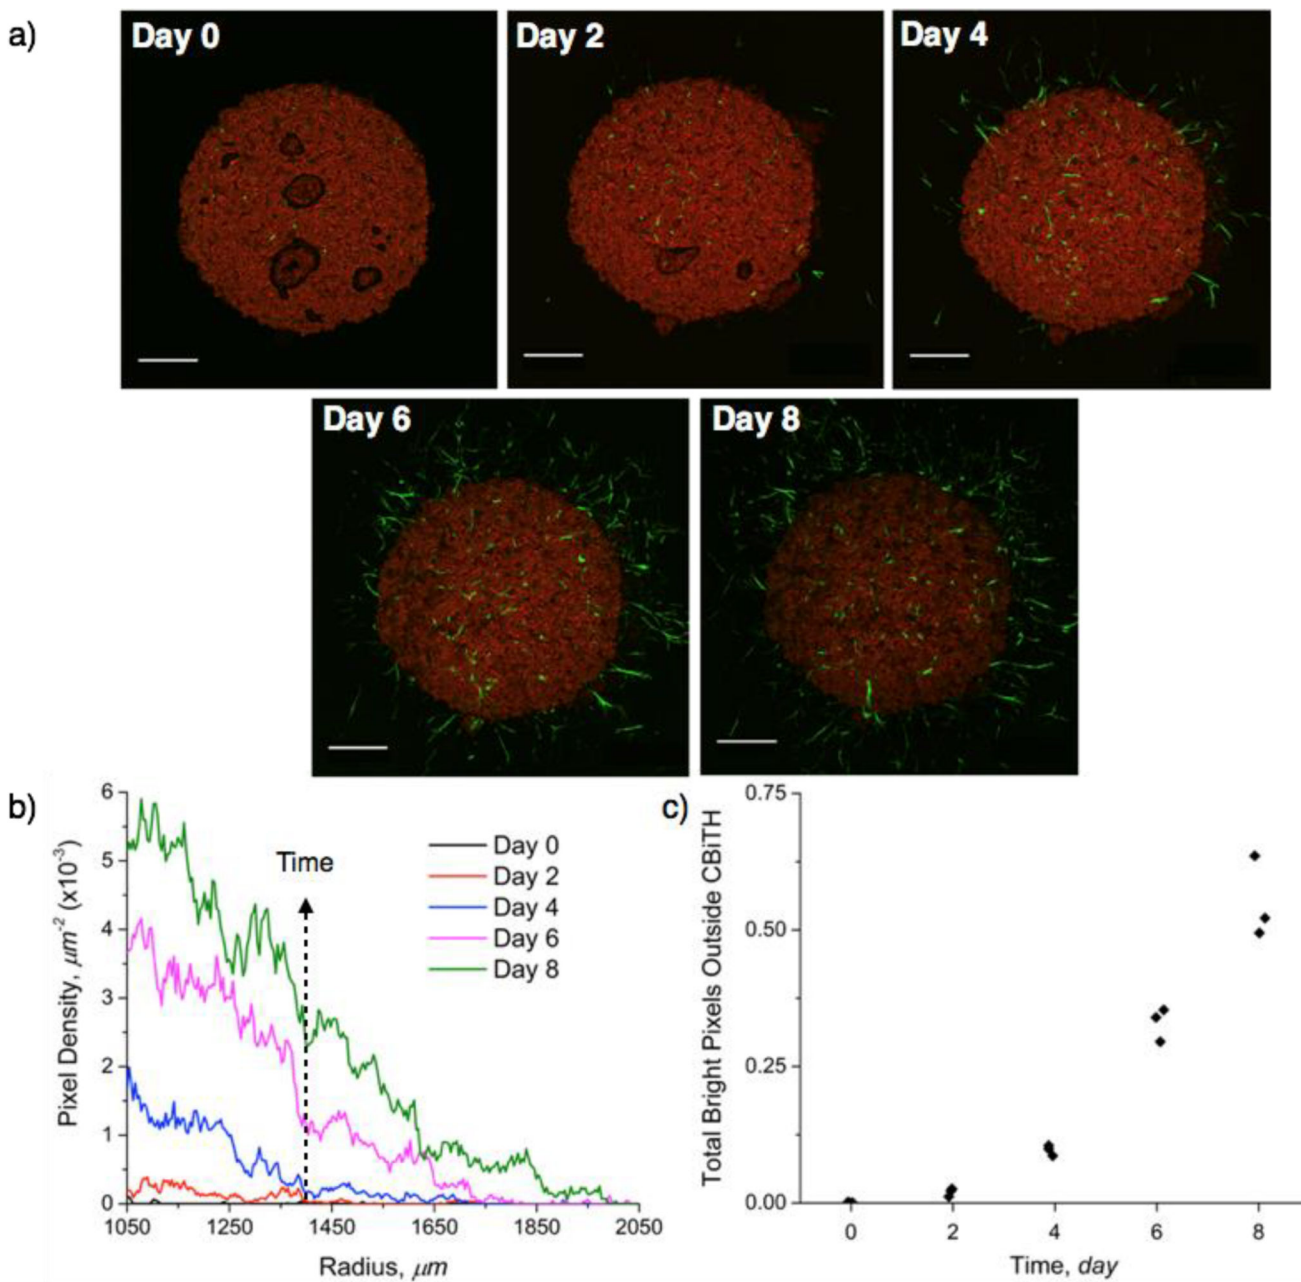 a)
Day 0
Day 2
Day 4
Day 6
Day 8
b)
6
5
4
3
2
1
0
Pixel Density, μm⁻² (x10⁻³)
Time
Day 0
Day 2
Day 4
Day 6
Day 8
1050 1250 1450 1650 1850 2050
Radius, μm
c)
0.75
0.50
0.25
0.00
Total Bright Pixels Outside CBiTH
0 2 4 6 8
Time, day